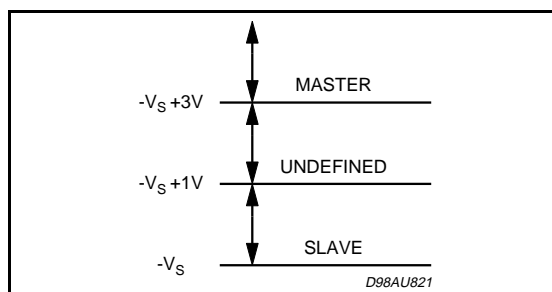 MASTER
-VS +3V
UNDEFINED
-VS +1V
SLAVE
-VS
D98AU821